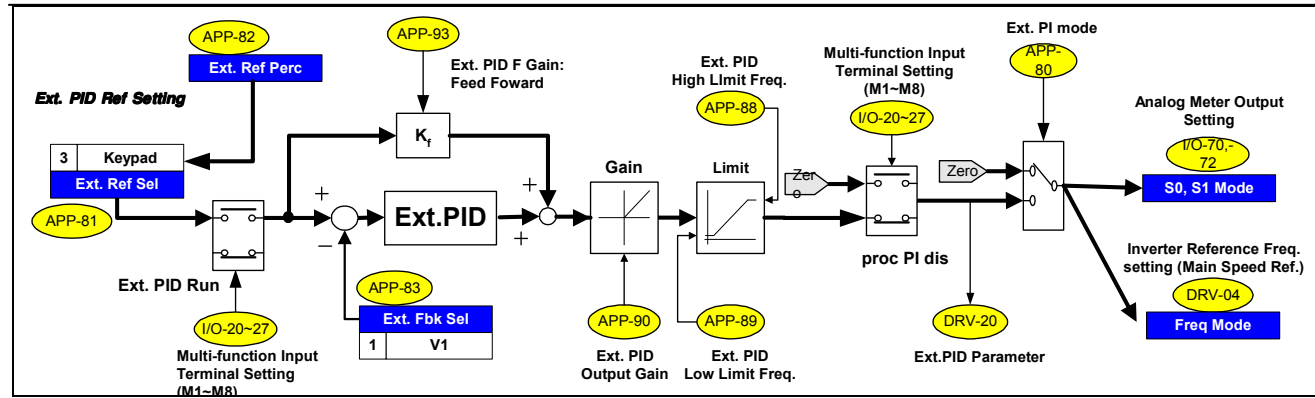 APP-82
Ext. Ref Perc
Ext. PID Ref Setting
3 Keypad
Ext. Ref Sel
APP-81
Ext. PID Run
I/O-20~27
Multi-function Input
Terminal Setting
(M1~M8)
APP-93
Ext. PID F Gain:
Feed Foward
Kf
+
−
Ext.PID
+
+
APP-83
Ext. Fbk Sel
1 V1
Gain
APP-90
Ext. PID
Output Gain
Ext. PID
High LImit Freq.
APP-88
Limit
APP-89
Ext. PID
Low Limit Freq.
Multi-function Input
Terminal Setting
(M1~M8)
I/O-20~27
Zer
o
proc PI dis
Zero
DRV-20
Ext.PID Parameter
Ext. PI mode
APP-
80
Analog Meter Output
Setting
I/O-70,-
72
S0, S1 Mode
Inverter Reference Freq.
setting (Main Speed Ref.)
DRV-04
Freq Mode